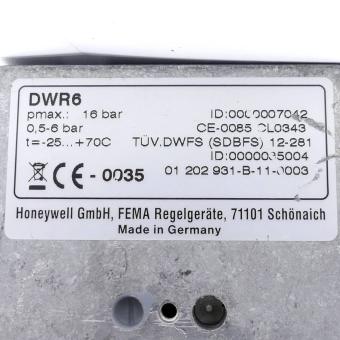 DWR6
pmax.: 16 bar ID:0000007042
0,5-6 bar CE-0085 CL0343
t=-25...+70C TÜV.DWFS (SDBFS) 12-281
ID:0000035004
CE - 0035 01 202 931-B-11-0003
Honeywell GmbH, FEMA Regelgeräte, 71101 Schönaich
Made in Germany